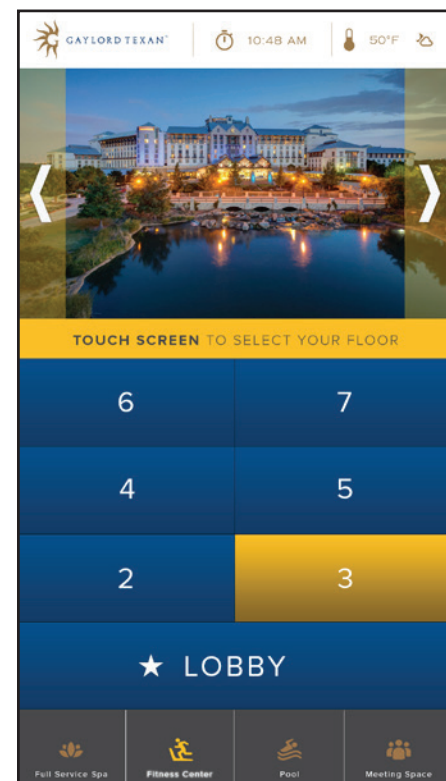 GAYLORD TEXAN™ 10:48 AM 50°F
TOUCH SCREEN TO SELECT YOUR FLOOR
6 7
4 5
2 3
★ LOBBY
Full Service Spa Fitness Center Pool Meeting Space